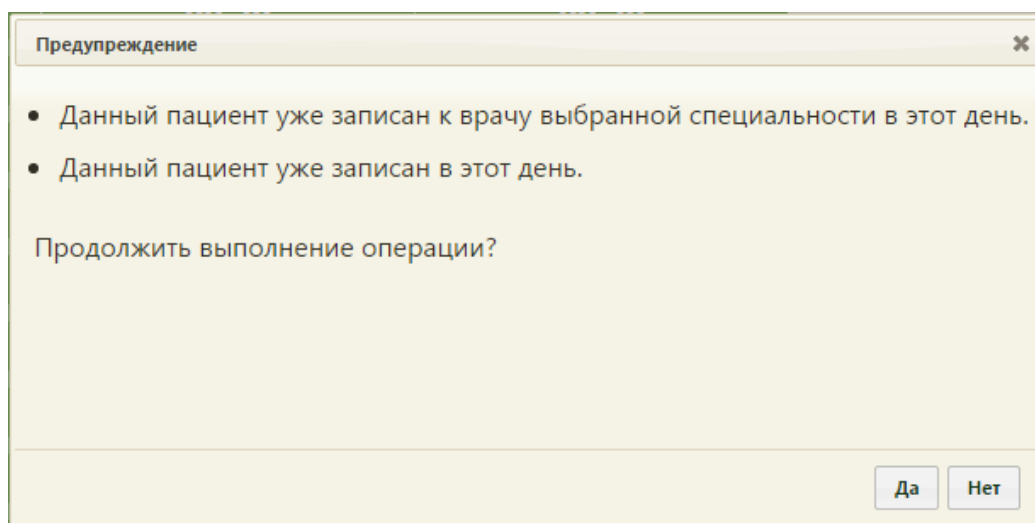 Предупреждение
Данный пациент уже записан к врачу выбранной специальности в этот день.
Данный пациент уже записан в этот день.
Продолжить выполнение операции?
Да Нет